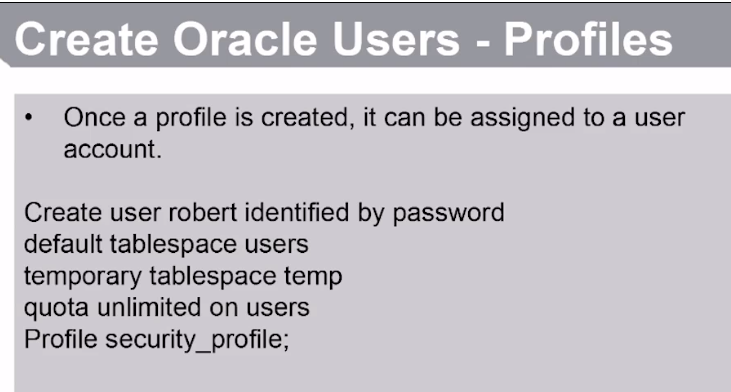 Create Oracle Users - Profiles
• Once a profile is created, it can be assigned to a user
account.
Create user robert identified by password
default tablespace users
temporary tablespace temp
quota unlimited on users
Profile security_profile;